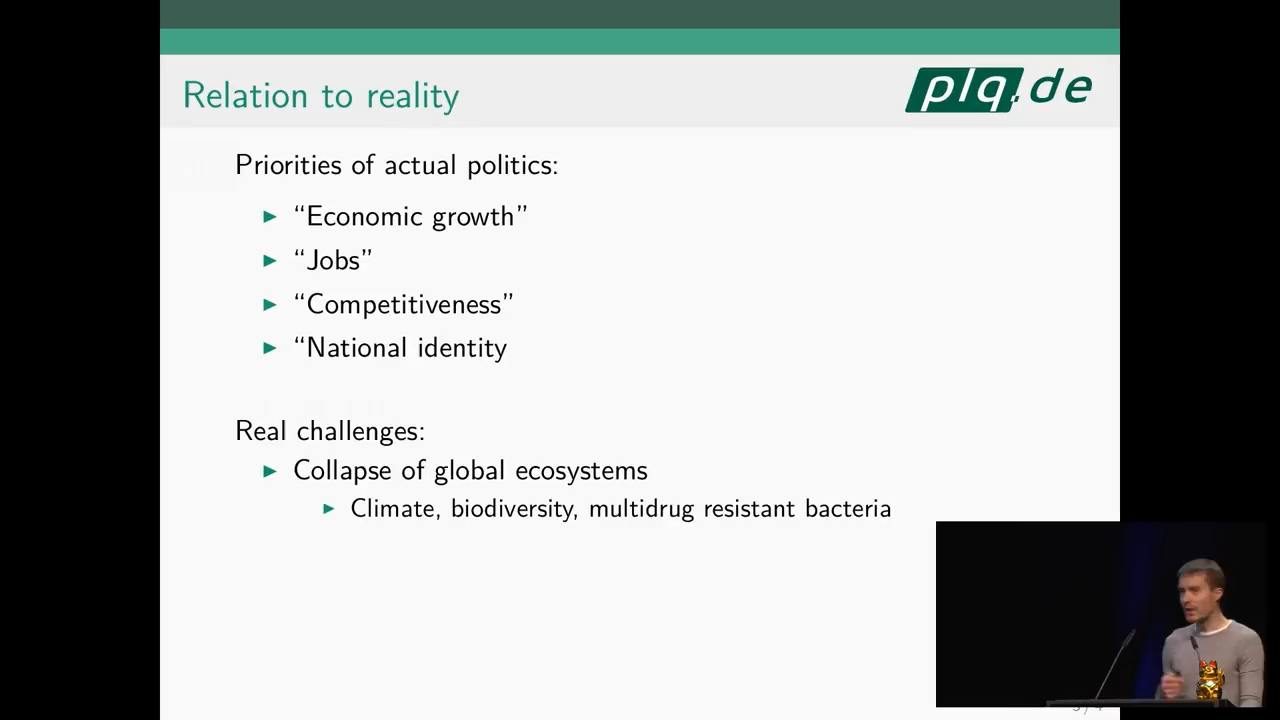 Relation to reality
plq.de
Priorities of actual politics:
“Economic growth”
“Jobs”
“Competitiveness”
“National identity
Real challenges:
Collapse of global ecosystems
Climate, biodiversity, multidrug resistant bacteria